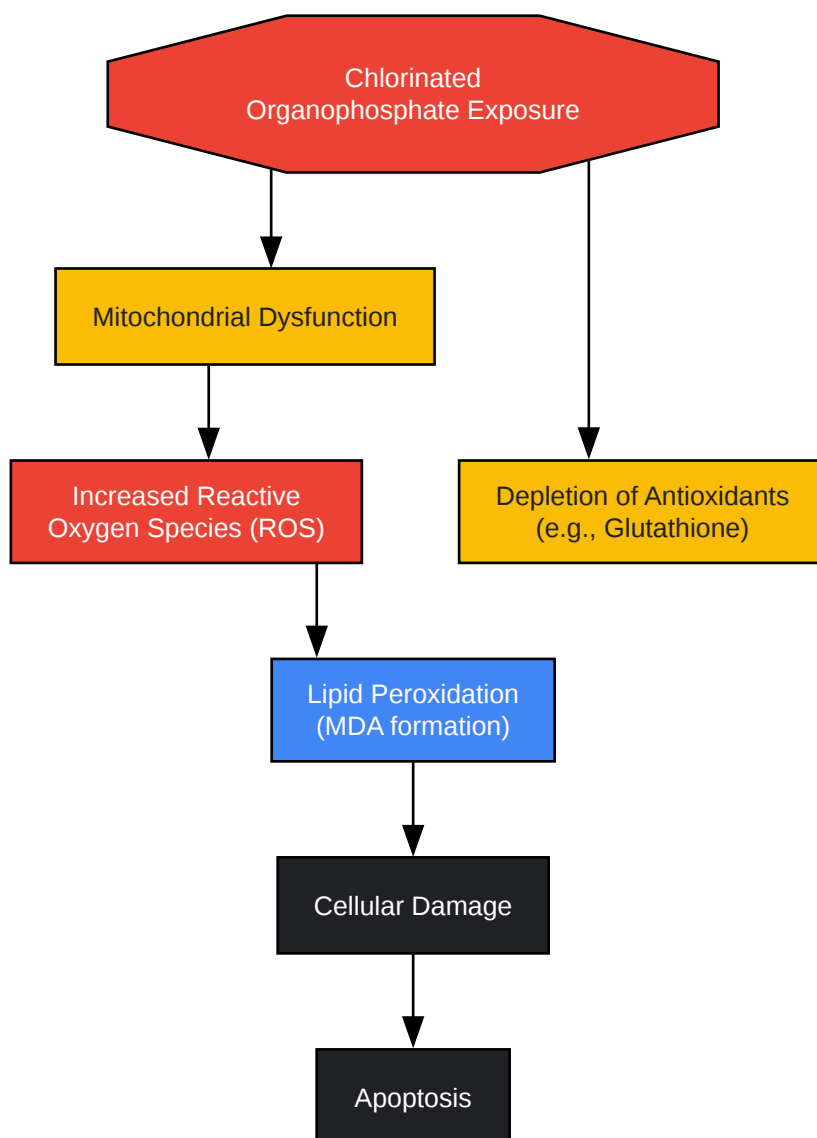 Chlorinated
Organophosphate Exposure
Mitochondrial Dysfunction
Increased Reactive
Oxygen Species (ROS)
Depletion of Antioxidants
(e.g., Glutathione)
Lipid Peroxidation
(MDA formation)
Cellular Damage
Apoptosis